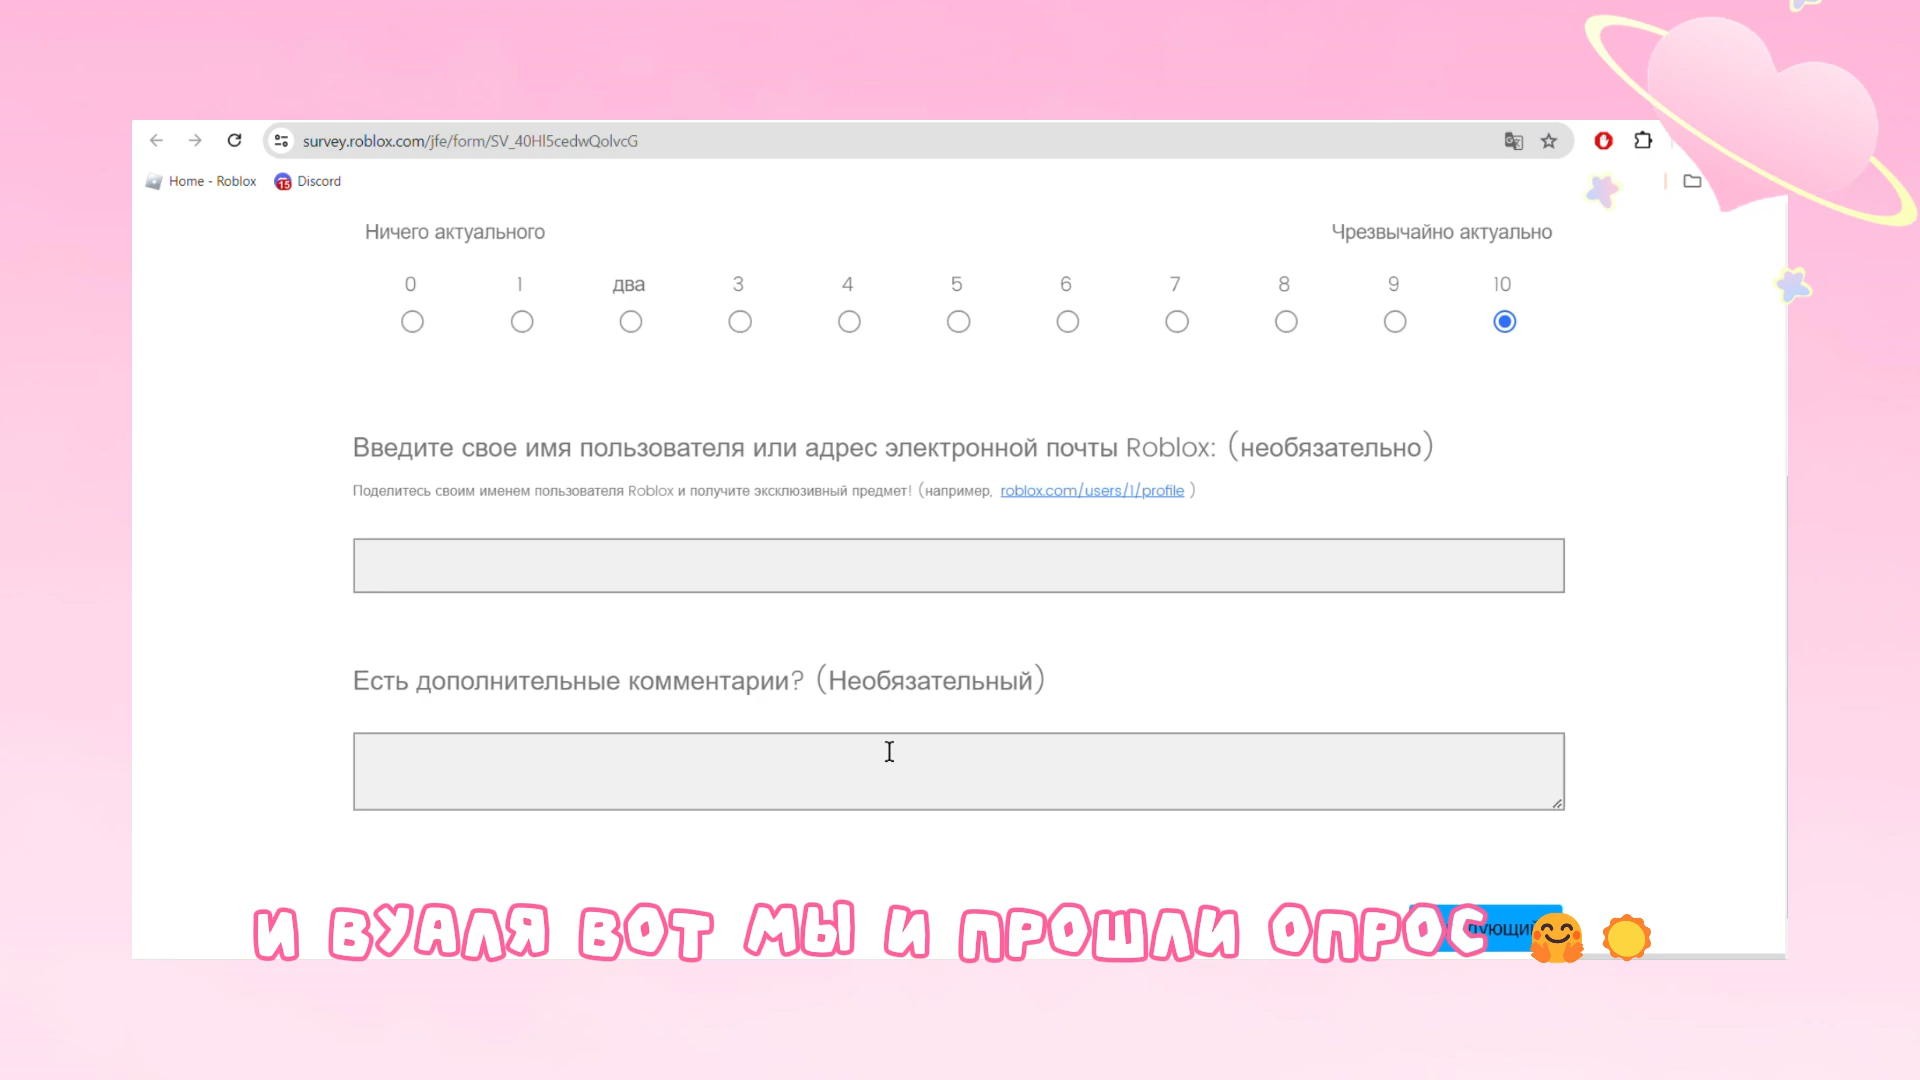 survey.roblox.com/jfe/form/SV_40Hl5cedwQolvcG
Home - Roblox
15
Discord
Ничего актуального
Чрезвычайно актуально
0 1 два 3 4 5 6 7 8 9 10
Введите свое имя пользователя или адрес электронной почты Roblox: (необязательно)
Поделитесь своим именем пользователя Roblox и получите эксклюзивный предмет! (например, roblox.com/users/1/profile )
Есть дополнительные комментарии? (Необязательный)
И ВУАЛЯ ВОТ МЫ И ПРОШЛИ ОПРОС